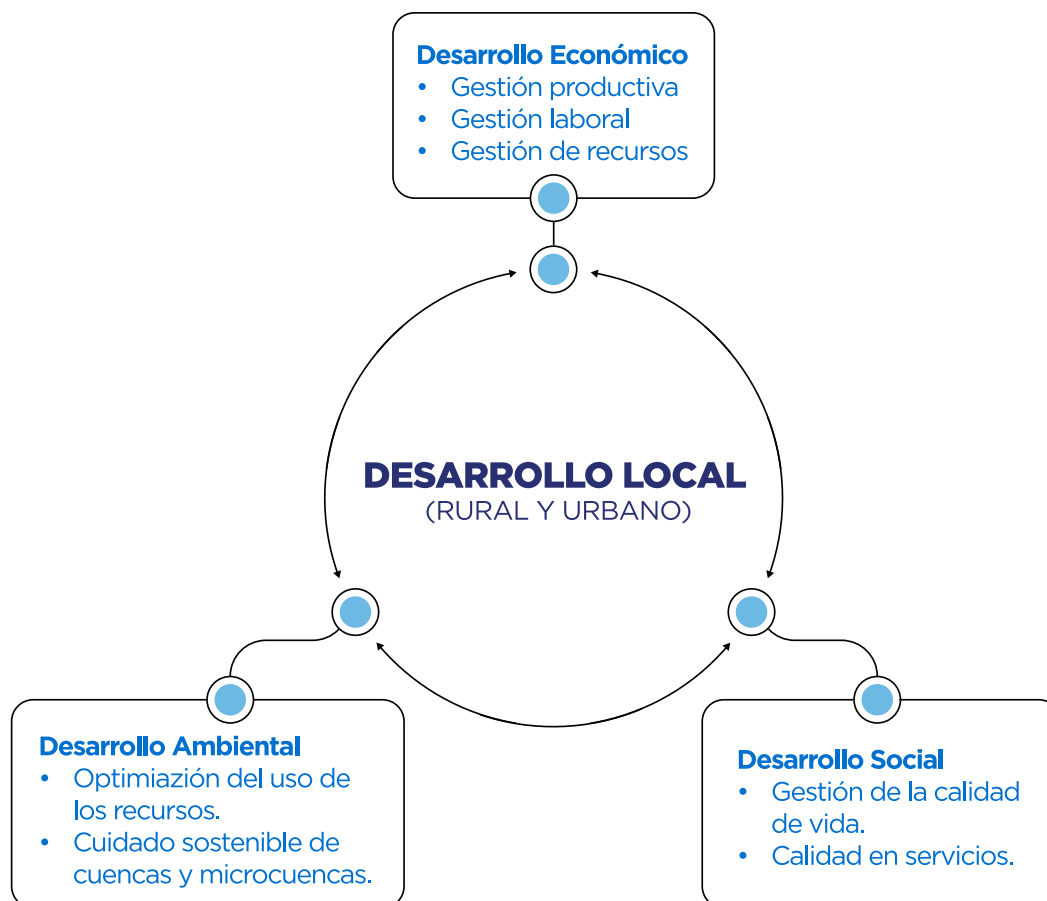 Desarrollo Económico
• Gestión productiva
• Gestión laboral
• Gestión de recursos
DESARROLLO LOCAL
(RURAL Y URBANO)
Desarrollo Ambiental
• Optimiazión del uso de
los recursos.
• Cuidado sostenible de
cuencas y microcuencas.
Desarrollo Social
• Gestión de la calidad
de vida.
• Calidad en servicios.